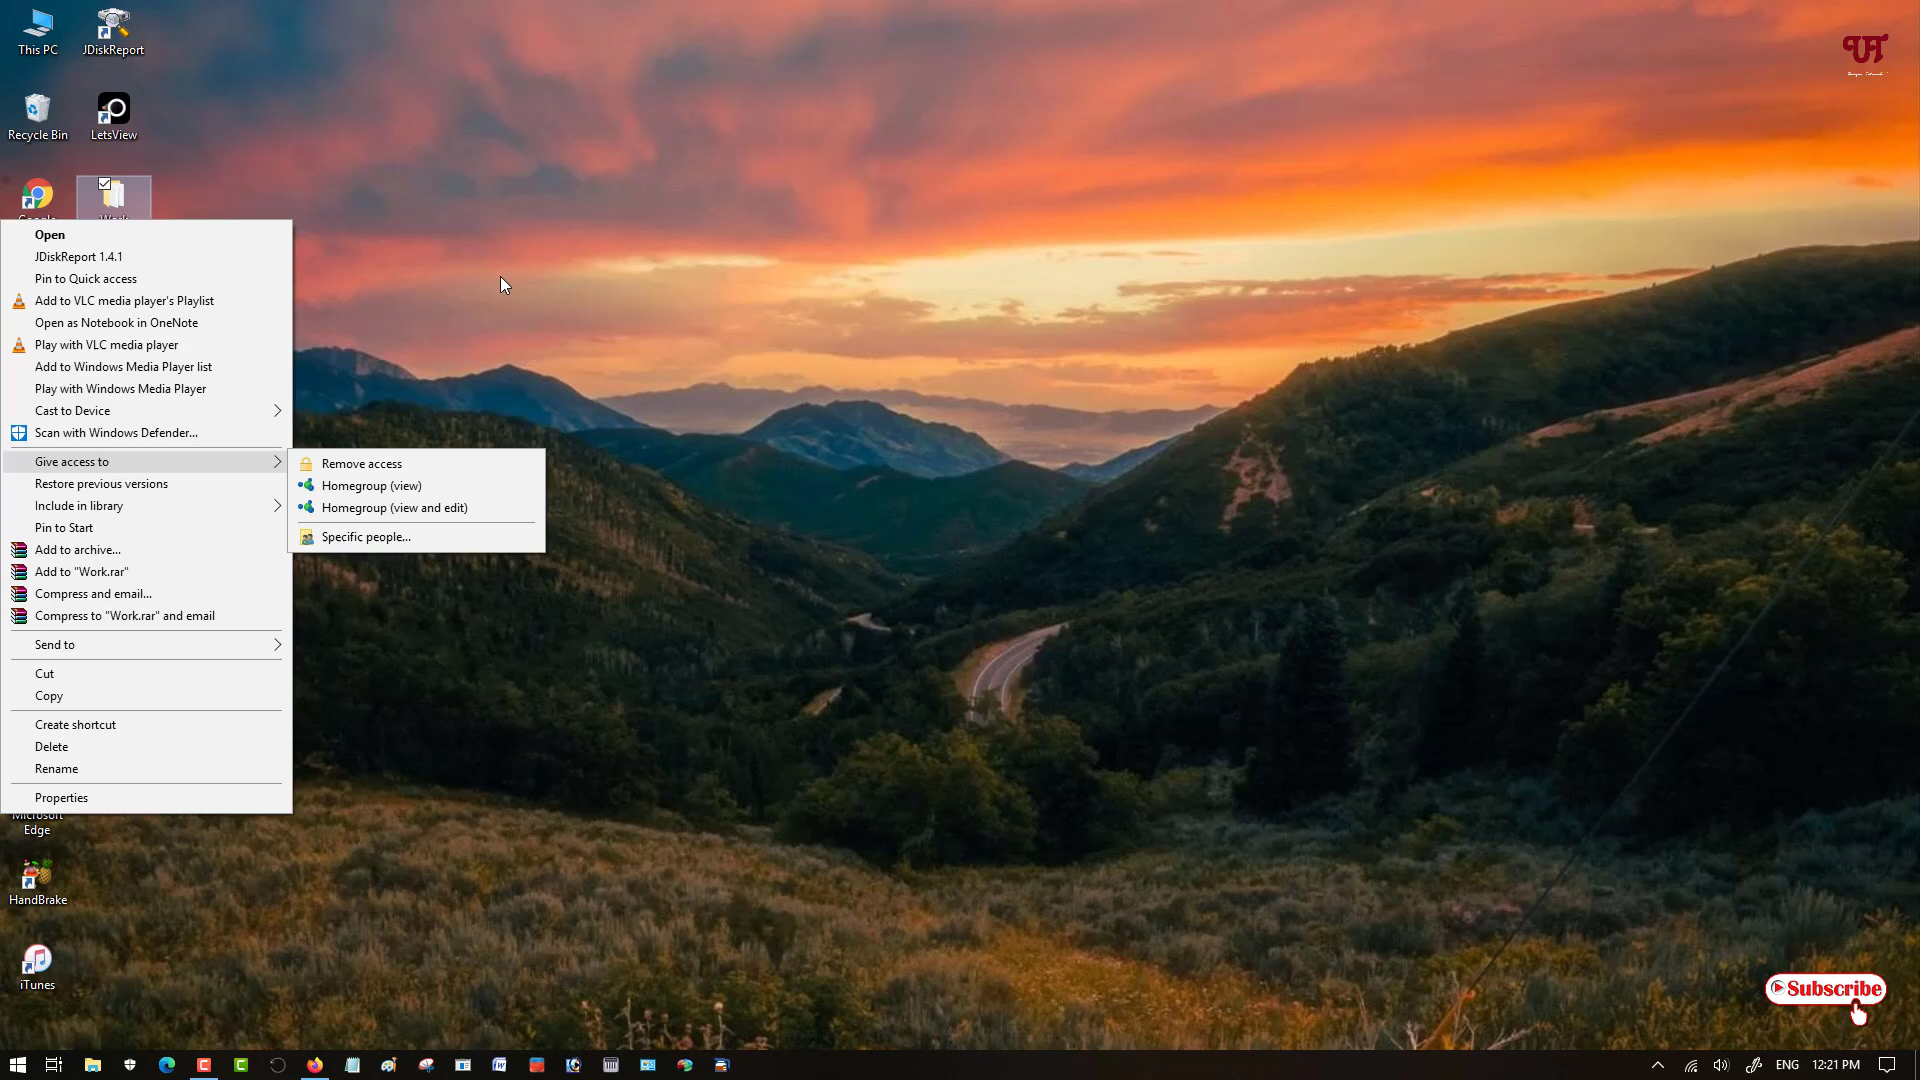 This PC
JDiskReport
Recycle Bin
LetsView
Google
Work
Open
JDiskReport 1.4.1
Pin to Quick access
Add to VLC media player's Playlist
Open as Notebook in OneNote
Play with VLC media player
Add to Windows Media Player list
Play with Windows Media Player
Cast to Device
Scan with Windows Defender...
Give access to
Restore previous versions
Include in library
Pin to Start
Add to archive...
Add to "Work.rar"
Compress and email...
Compress to "Work.rar" and email
Send to
Cut
Copy
Create shortcut
Delete
Rename
Properties
Remove access
Homegroup (view)
Homegroup (view and edit)
Specific people...
Microsoft
Edge
HandBrake
iTunes
UT
Subscribe
ENG
12:21 PM